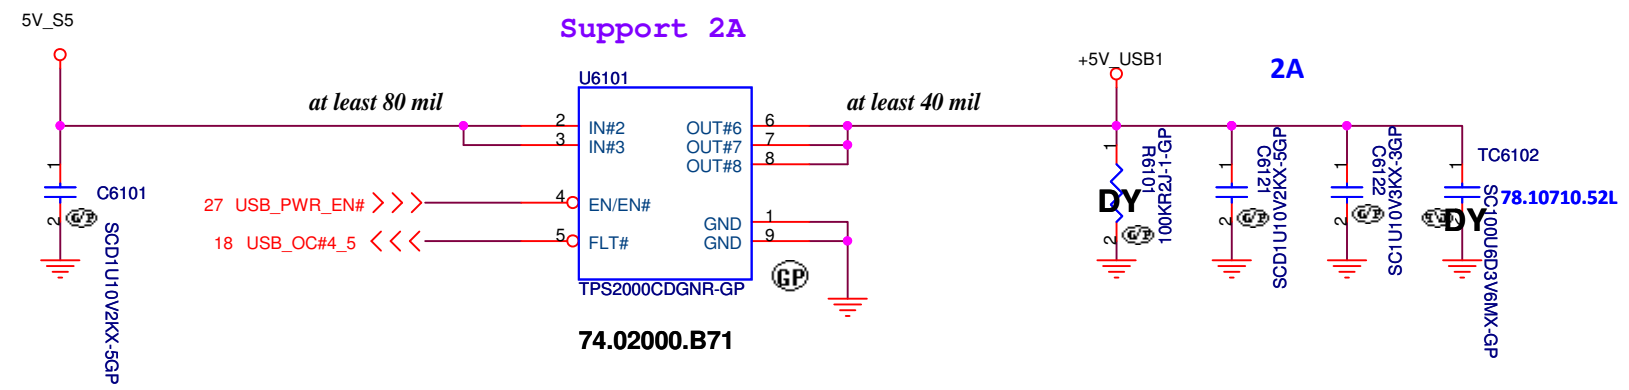 5V_S5
Support 2A
+5V_USB1
2A
U6101
at least 80 mil
at least 40 mil
2
IN#2
3
IN#3
OUT#6
6
OUT#7
7
OUT#8
8
4
EN/EN#
5
FLT#
GND
1
GND
9
27 USB_PWR_EN#
18 USB_OC#4_5
TPS2000CDGNR-GP
GP
74.02000.B71
1
2
C6101
G/P
SCD1U10V2KX-5GP
1
2
R6101
100KR2J-1-GP
DY
G/P
1
2
C6121
SCD1U10V2KX-5GP
G/P
1
2
C6122
SC1U10V3KX-3GP
G/P
1
TC6102
78.10710.52L
SC100U6D3V6MX-GP
DY